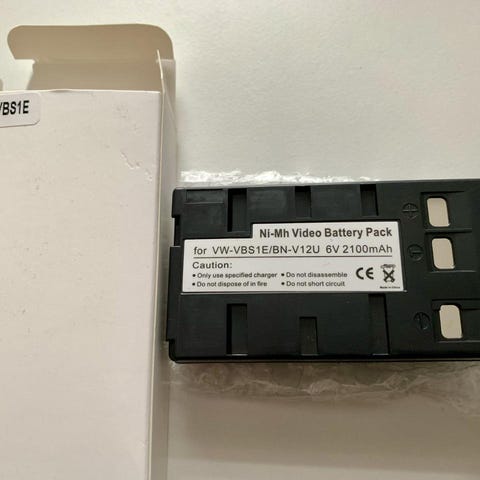 /BS1E
Ni-Mh Video Battery Pack
for VW-VBS1E/BN-V12U 6V 2100mAh
Caution:
• Only use specified charger • Do not disassemble
• Do not dispose of in fire • Do not short circuit
CE
Made in China